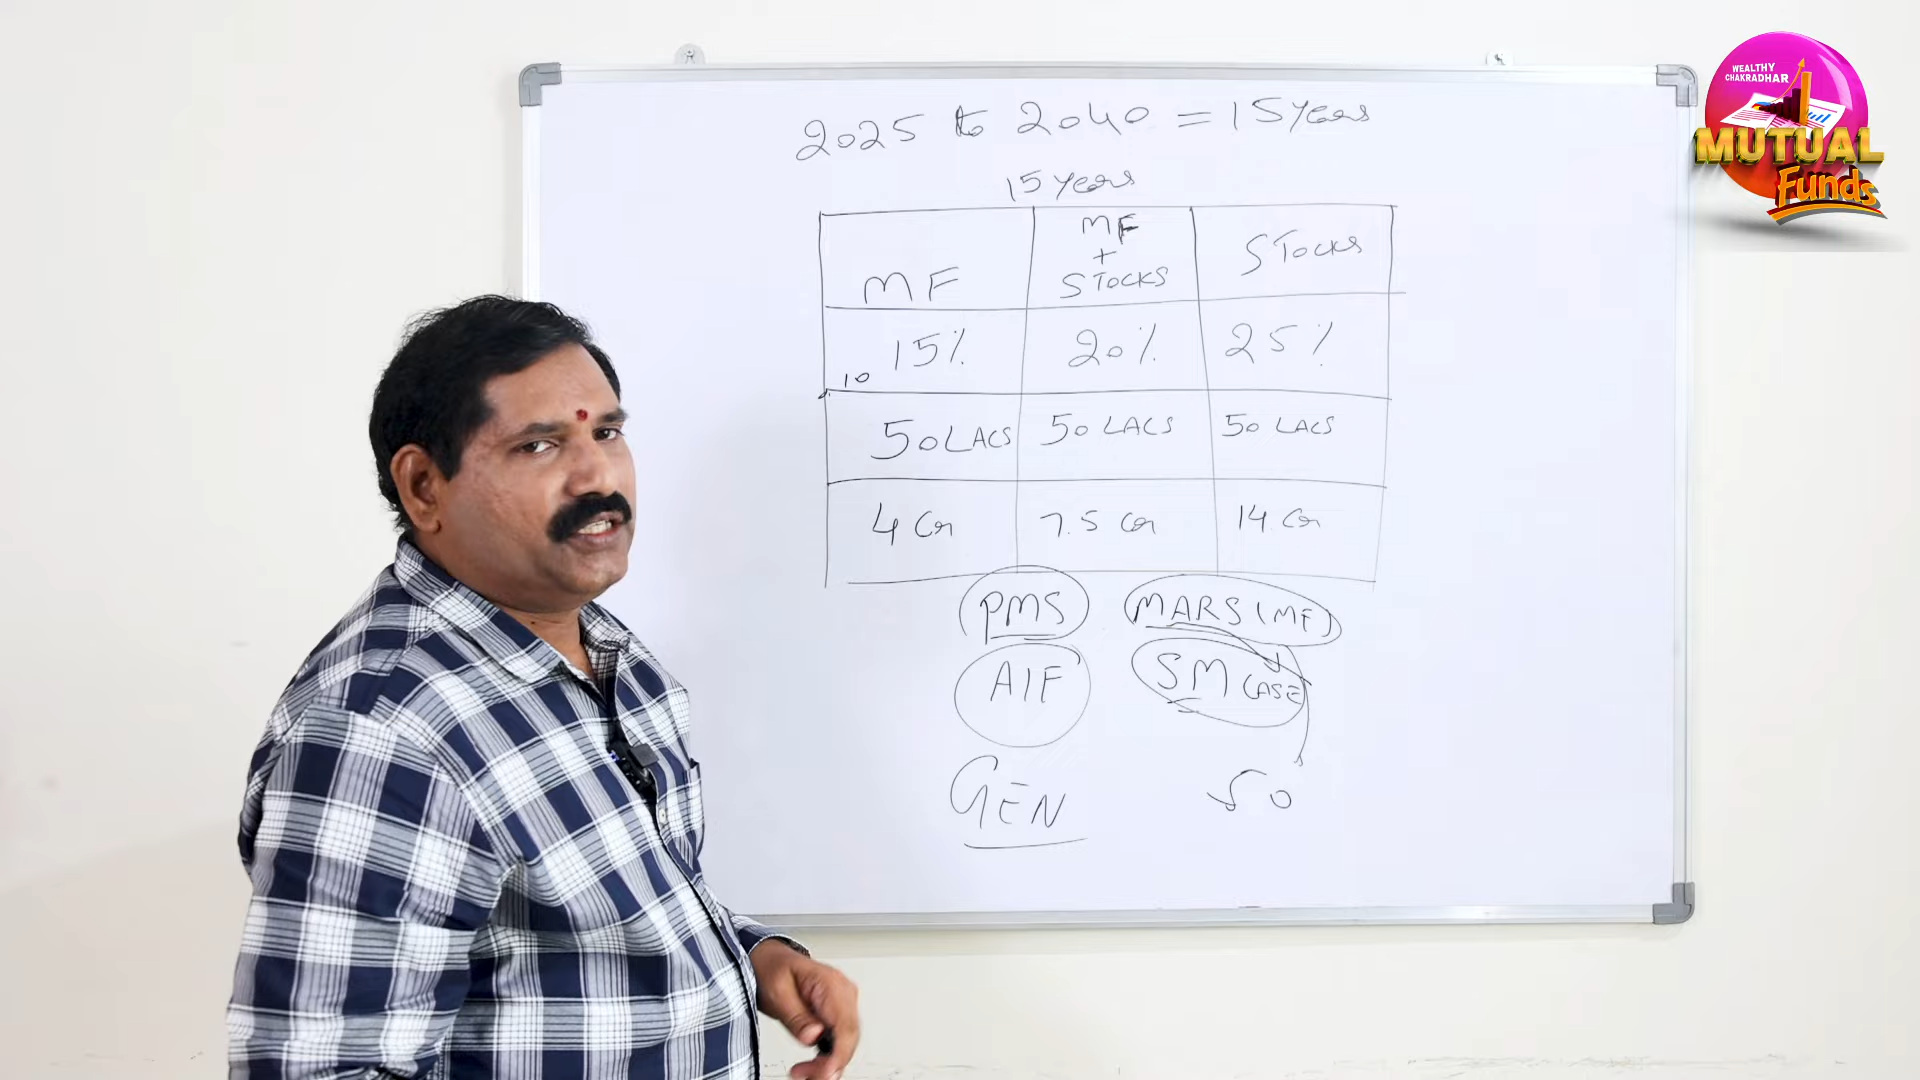 WEALTHY
CHAKRADHAR
MUTUAL
Funds
2025 to 2040 = 15 years
15 years
MF
MF
+
STOCKS
STOCKS
15%
20%
25%
10
50 LACS
50 LACS
50 LACS
4 Cr
7.5 Cr
14 Cr
PMS
MARS (MF)
AIF
SM CASE
GEN
50